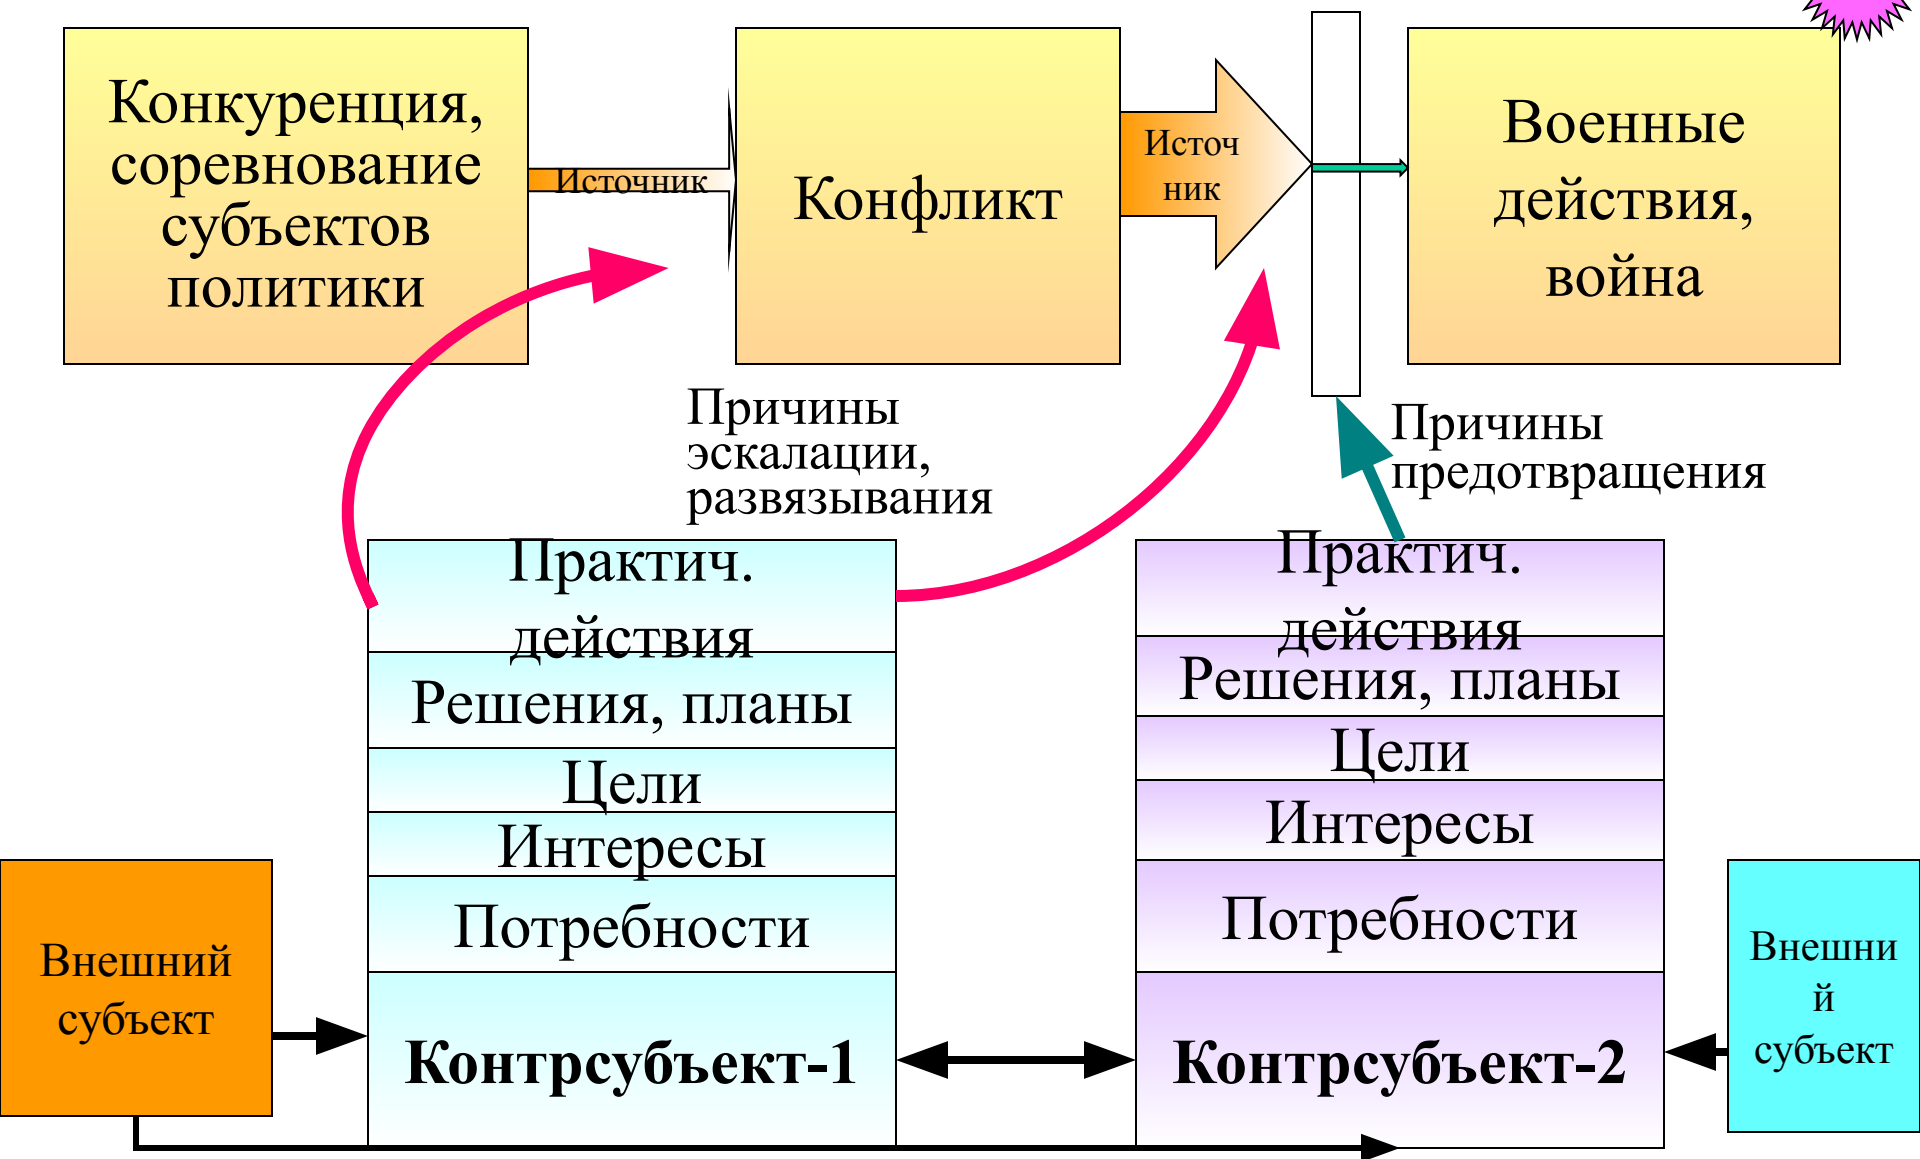 Конкуренция,
соревнование
субъектов
политики
Источник
Конфликт
Источ
ник
Военные
действия,
война
Причины
эскалации,
развязывания
Причины
предотвращения
Практич.
действия
Решения, планы
Цели
Интересы
Потребности
Контрсубъект-1
Практич.
действия
Решения, планы
Цели
Интересы
Потребности
Контрсубъект-2
Внешний
субъект
Внешни
й
субъект